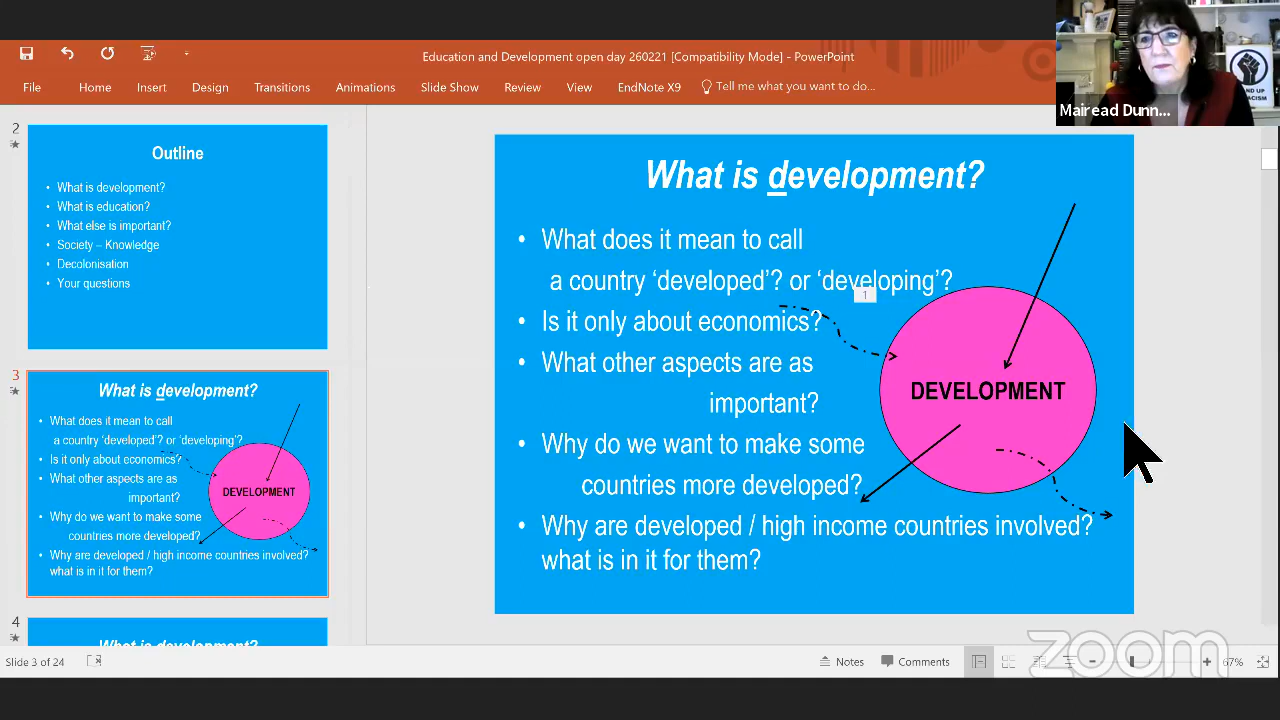 Education and Development open day 260221 [Compatibility Mode] - PowerPoint
File Home Insert Design Transitions Animations Slide Show Review View EndNote X9 Tell me what you want to do...
Mairead Dunn...
2
Outline
• What is development?
• What is education?
• What else is important?
• Society – Knowledge
• Decolonisation
• Your questions
3
What is development?
• What does it mean to call
a country ‘developed’? or ‘developing’?
• Is it only about economics?
• What other aspects are as
important?
• Why do we want to make some
countries more developed?
• Why are developed / high income countries involved?
what is in it for them?
DEVELOPMENT
4
What is development?
What is development?
• What does it mean to call
a country ‘developed’? or ‘developing’?
1
• Is it only about economics?
• What other aspects are as
important?
• Why do we want to make some
countries more developed?
• Why are developed / high income countries involved?
what is in it for them?
DEVELOPMENT
zoom
Slide 3 of 24
Notes Comments 67%